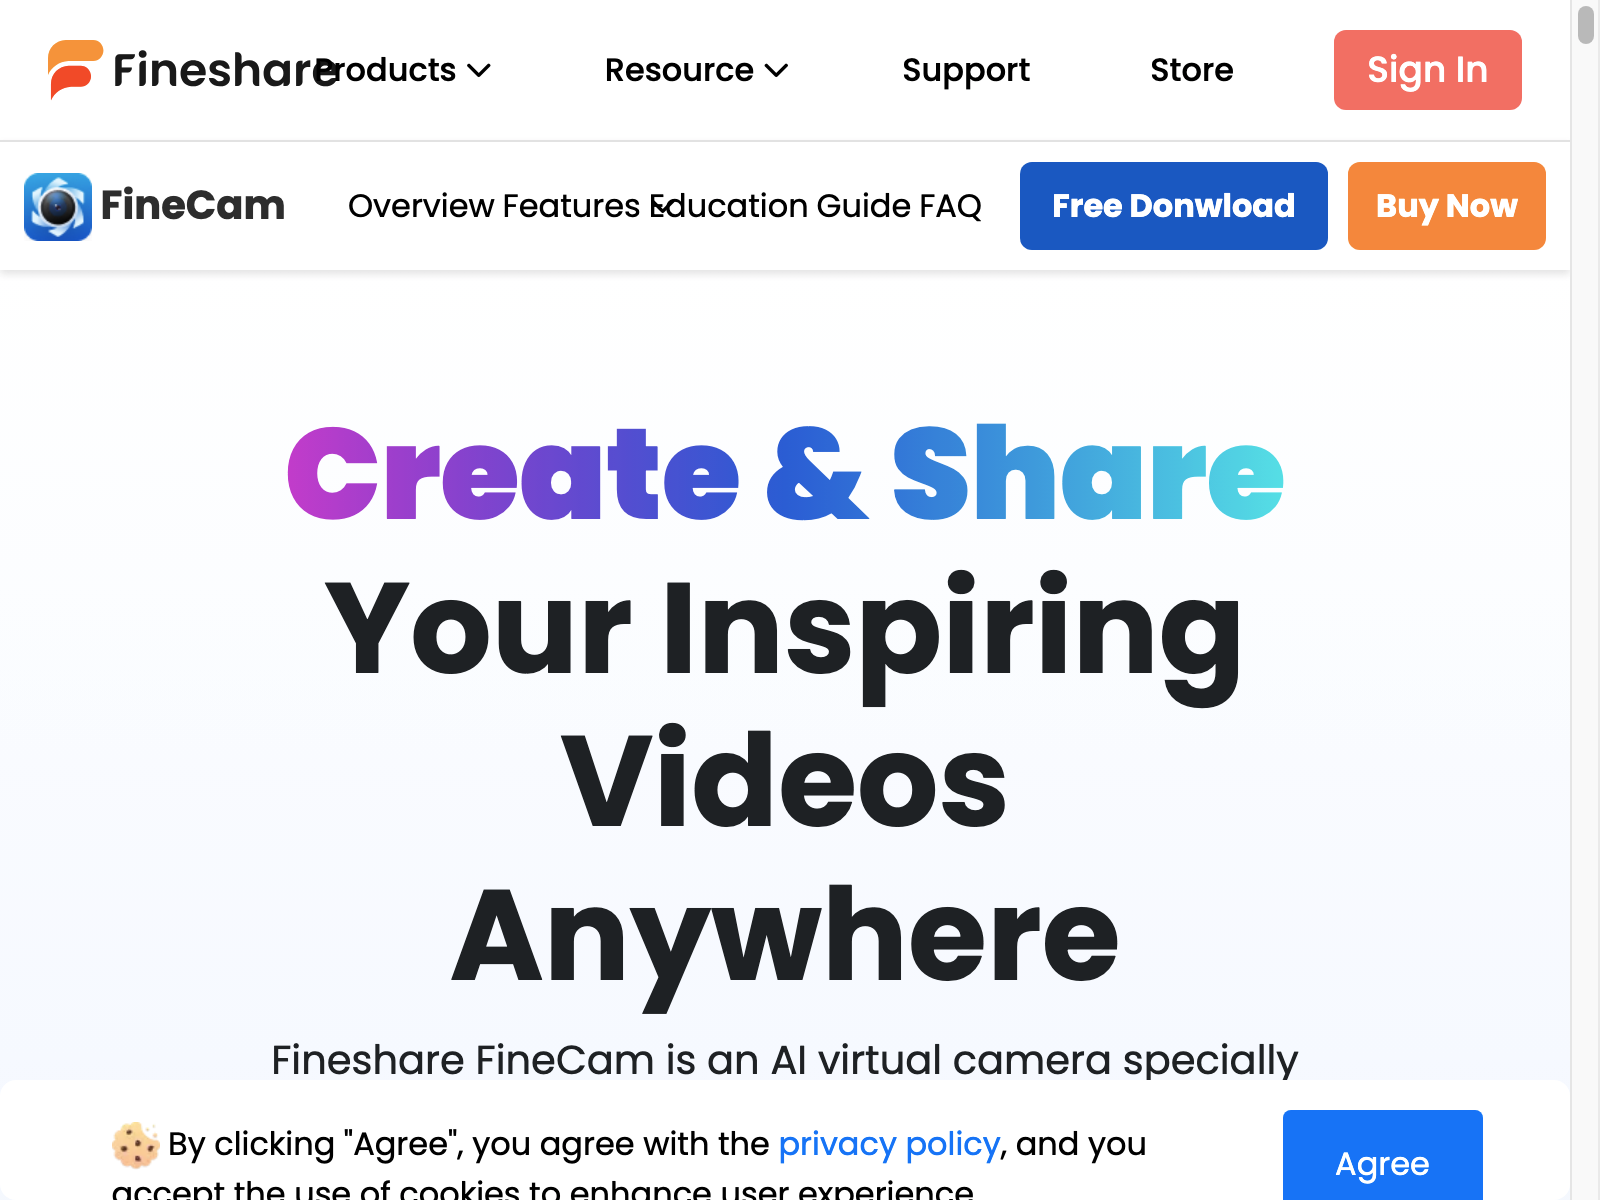 Fineshare Products Resource Support Store Sign In
FineCam Overview Features Education Guide FAQ Free Donwload Buy Now
Create & Share
Your Inspiring
Videos
Anywhere
Fineshare FineCam is an AI virtual camera specially
By clicking "Agree", you agree with the privacy policy, and you
accept the use of cookies to enhance user experience
Agree